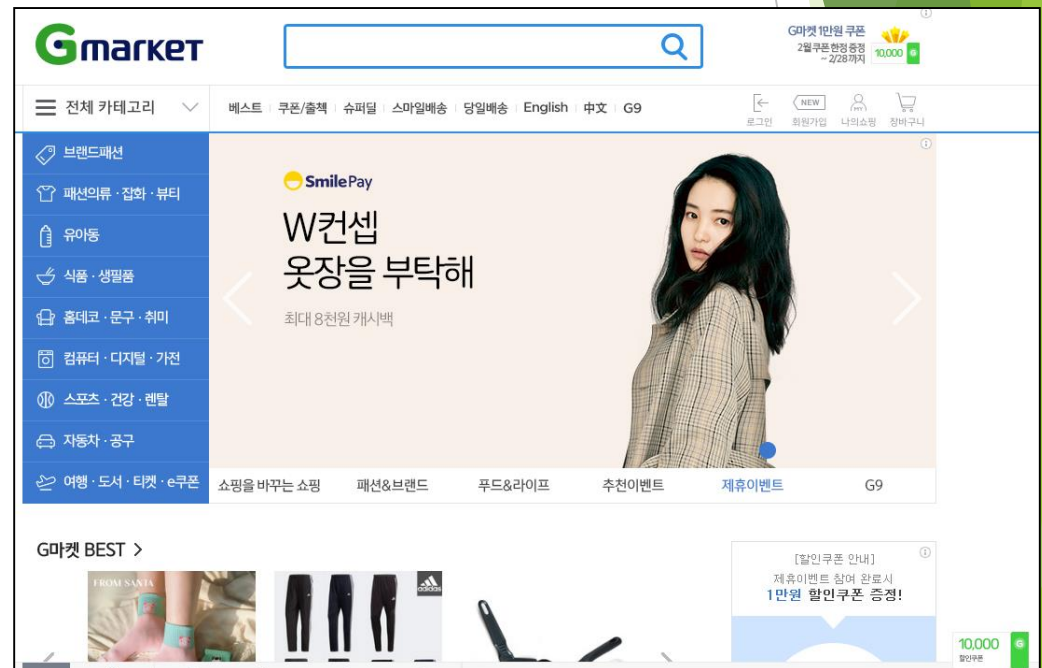 Gmarket
G마켓 1만원 쿠폰
2월 쿠폰 한정 증정
~ 2/28까지
10,000 G
전체 카테고리
베스트 쿠폰/출첵 슈퍼딜 스마일배송 당일배송 English 中文 G9
NEW
로그인 회원가입 나의쇼핑 장바구니
브랜드패션
패션의류 · 잡화 · 뷰티
유아동
식품 · 생필품
홈데코 · 문구 · 취미
컴퓨터 · 디지털 · 가전
스포츠 · 건강 · 렌탈
자동차 · 공구
여행 · 도서 · 티켓 · e쿠폰
SmilePay
W컨셉
옷장을 부탁해
최대 8천원 캐시백
쇼핑을 바꾸는 쇼핑 패션&브랜드 푸드&라이프 추천이벤트 제휴이벤트 G9
G마켓 BEST >
FROM SANTA
adidas
[할인쿠폰 안내]
제휴이벤트 참여 완료시
1만원 할인쿠폰 증정!
10,000 G
할인쿠폰